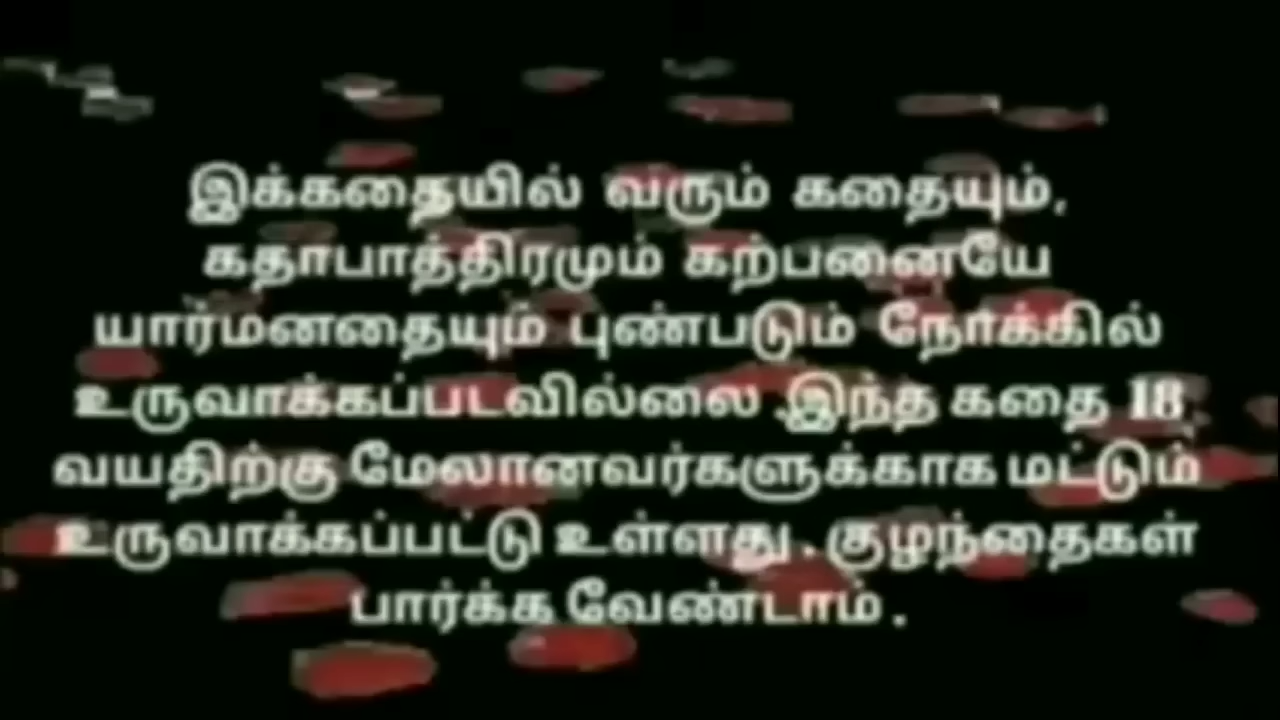 இக்கதையில் வரும் கதையும்,
கதாபாத்திரமும் கற்பனையே
யார்மனதையும் புண்படும் நோக்கில்
உருவாக்கப்படவில்லை .இந்த கதை 18
வயதிற்கு மேலானவர்களுக்காக மட்டும்
உருவாக்கப்பட்டு உள்ளது . குழந்தைகள்
பார்க்க வேண்டாம் .